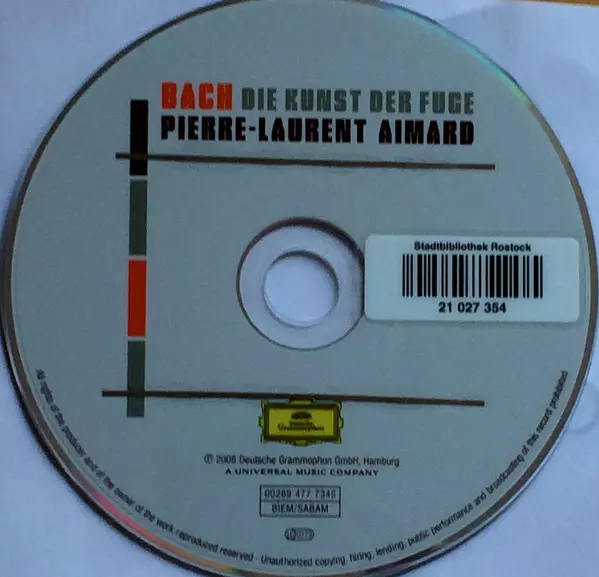 BACH DIE KUNST DER FUGE
PIERRE-LAURENT AIMARD
Stadtbibliothek Rostock
21 027 354
Deutsche
Grammophon
℗ 2008 Deutsche Grammophon GmbH, Hamburg
A UNIVERSAL MUSIC COMPANY
00289 477 7345
BIEM/SABAM
All rights of the producer and of the owner of the work reproduced reserved · Unauthorized copying, hiring, lending, public performance and broadcasting of this record prohibited